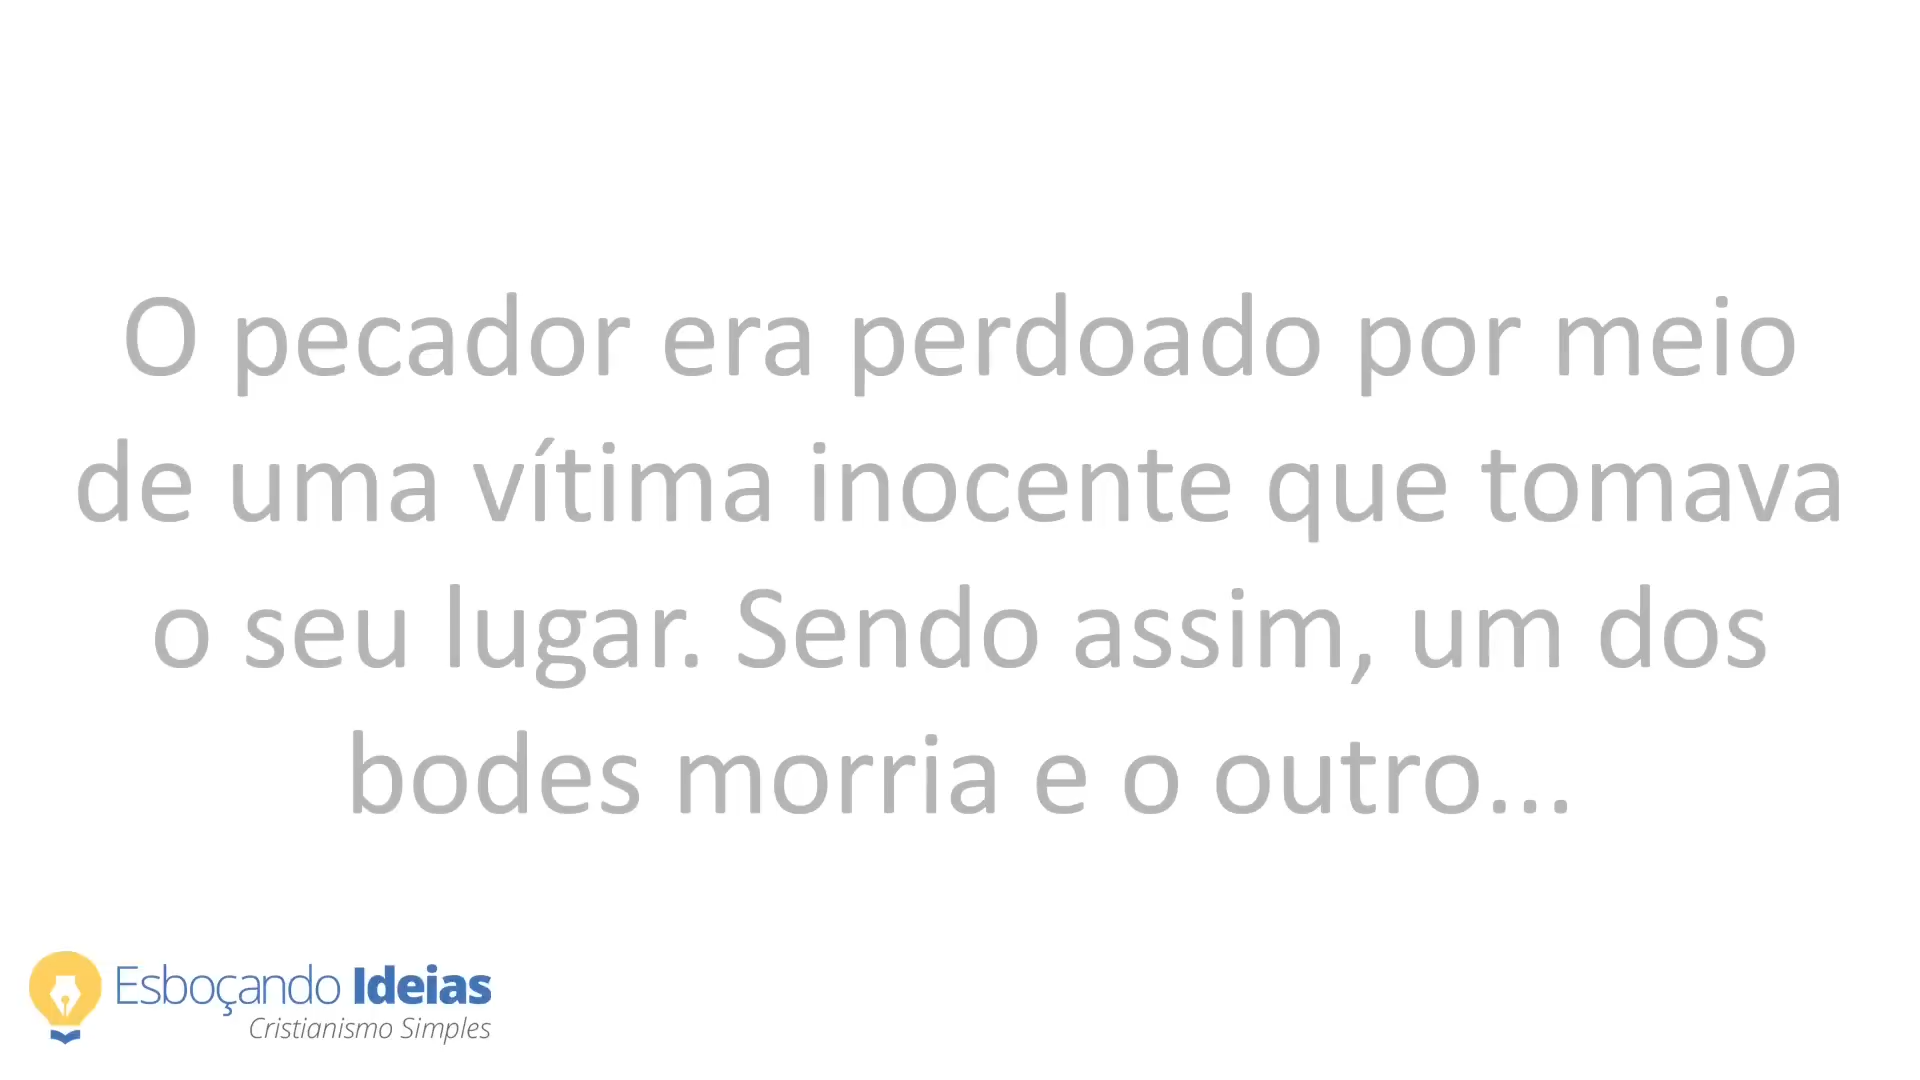 O pecador era perdoado por meio
de uma vítima inocente que tomava
o seu lugar. Sendo assim, um dos
bodes morria e o outro...
Esboçando Ideias
Cristianismo Simples